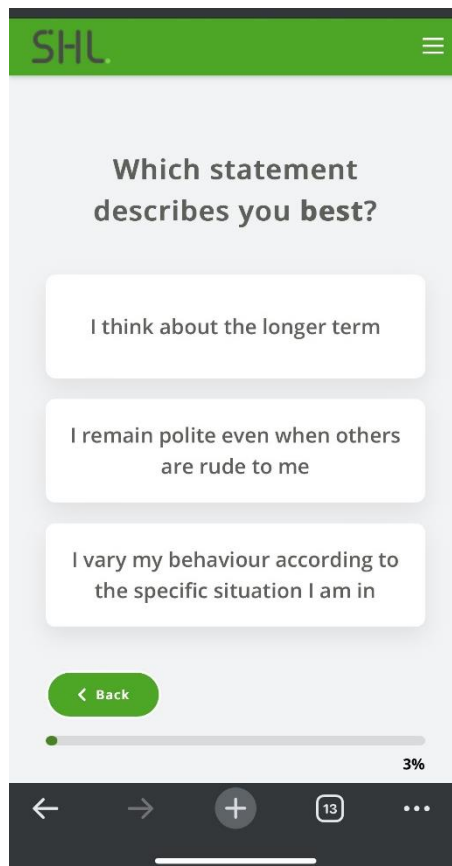 SHL.
Which statement
describes you best?
I think about the longer term
I remain polite even when others
are rude to me
I vary my behaviour according to
the specific situation I am in
Back
3%
13